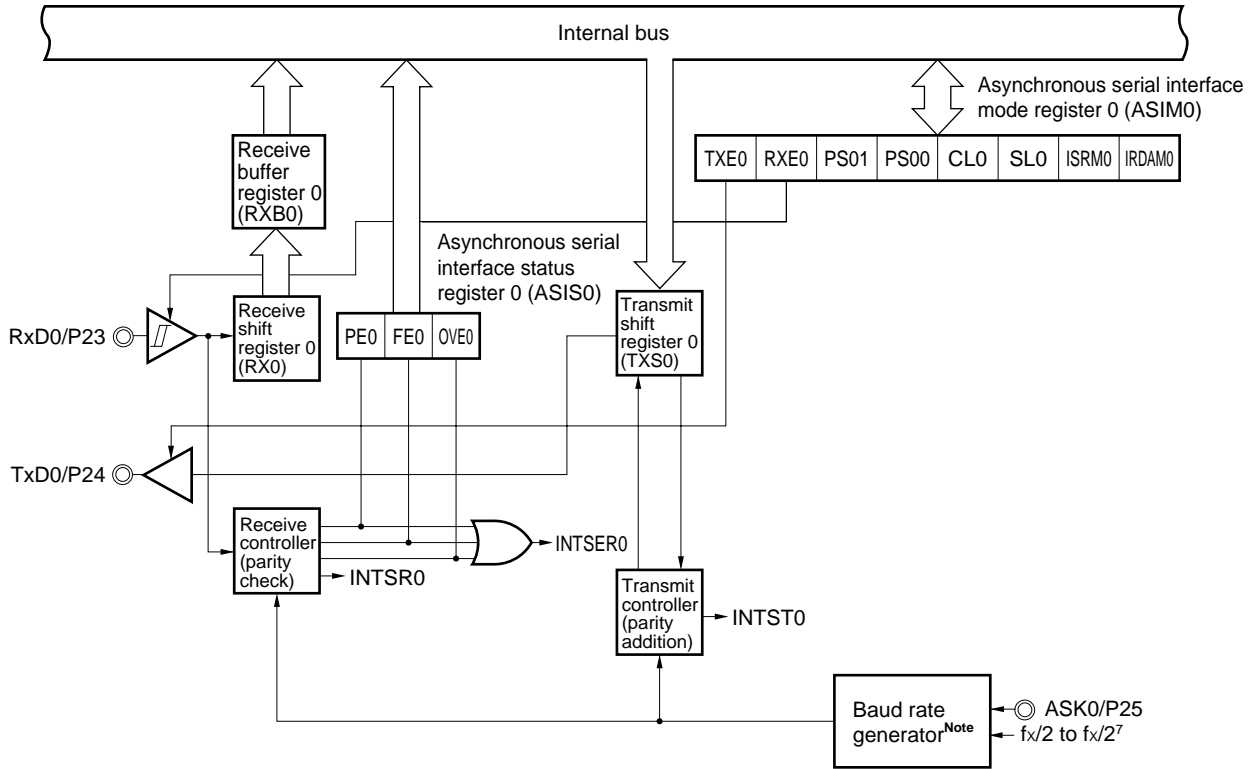 Internal bus
Asynchronous serial interface
mode register 0 (ASIM0)
Receive
buffer
register 0
(RXB0)
TXE0 RXE0 PS01 PS00 CL0 SL0 ISRM0 IRDAM0
Asynchronous serial
interface status
register 0 (ASIS0)
RxD0/P23
Receive
shift
register 0
(RX0)
PE0 FE0 OVE0
Transmit
shift
register 0
(TXS0)
TxD0/P24
Receive
controller
(parity
check)
INTSER0
INTSR0
Transmit
controller
(parity
addition)
INTST0
Baud rate
generatorNote
ASK0/P25
fX/2 to fX/2⁷